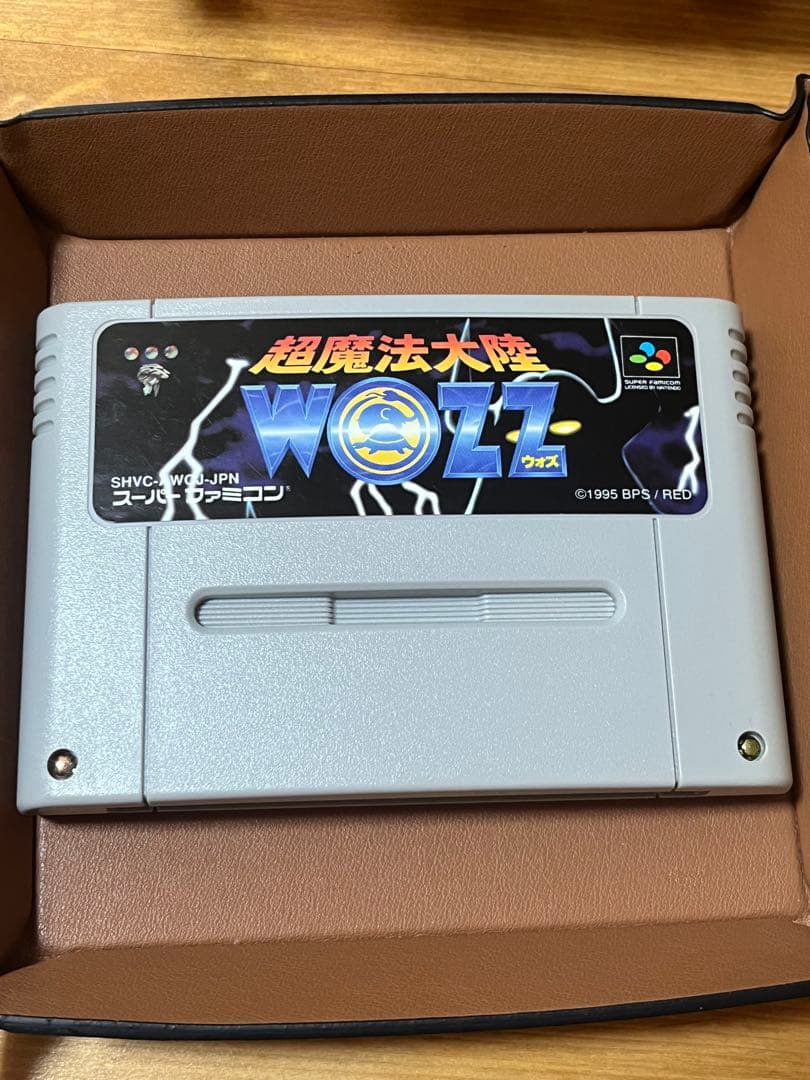 超魔法大陸
WOZZ
ウォズ
SUPER FAMICOM
LICENSED BY NINTENDO
SHVC-AWOJ-JPN
スーパーファミコン®
©1995 BPS / RED